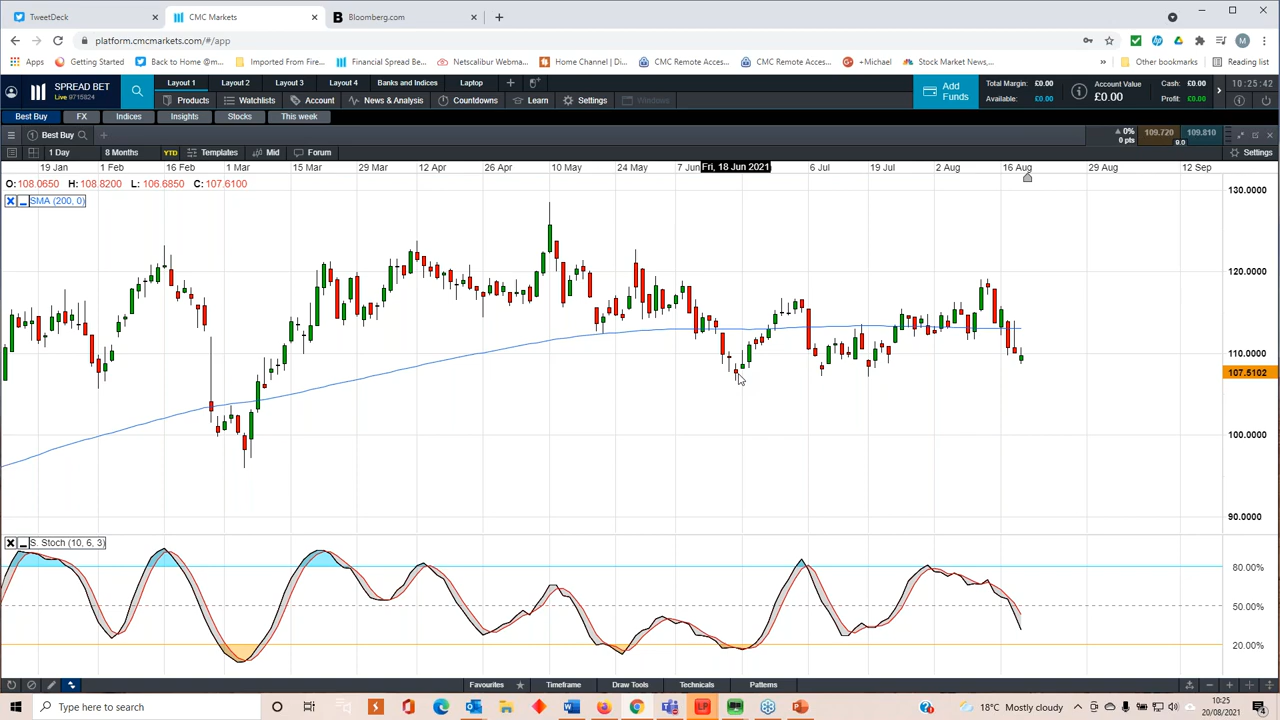 TweetDeck
CMC Markets
Bloomberg.com
platform.cmcmarkets.com/#/app
Apps Getting Started Back to Home @m... Imported From Fire... Financial Spread Be... Netscalibur Webma... Home Channel | Di... CMC Remote Acces... CMC Remote Acces... +Michael Stock Market News,... » Other bookmarks Reading list
SPREAD BET
Live 9715824
Layout 1 Layout 2 Layout 3 Layout 4 Banks and Indices Laptop
Products Watchlists Account News & Analysis Countdowns Learn Settings Windows
Add Funds
Total Margin: £0.00
Available: £0.00
Account Value
£0.00
Cash: £0.00
Profit: £0.00
10:25:42
Best Buy FX Indices Insights Stocks This week
1 Best Buy
0%
0 pts
109.720 109.810
9.0
1 Day 8 Months YTD Templates Mid Forum Settings
19 Jan 1 Feb 16 Feb 1 Mar 15 Mar 29 Mar 12 Apr 26 Apr 10 May 24 May 7 Jun Fri, 18 Jun 2021 6 Jul 19 Jul 2 Aug 16 Aug 29 Aug 12 Sep
O: 108.0650 H: 108.8200 L: 106.6850 C: 107.6100
SMA (200, 0)
130.0000
120.0000
110.0000
107.5102
100.0000
90.0000
S. Stoch (10, 6, 3)
80.00%
50.00%
20.00%
Favourites Timeframe Draw Tools Technicals Patterns
Type here to search
18°C Mostly cloudy
10:25
20/08/2021